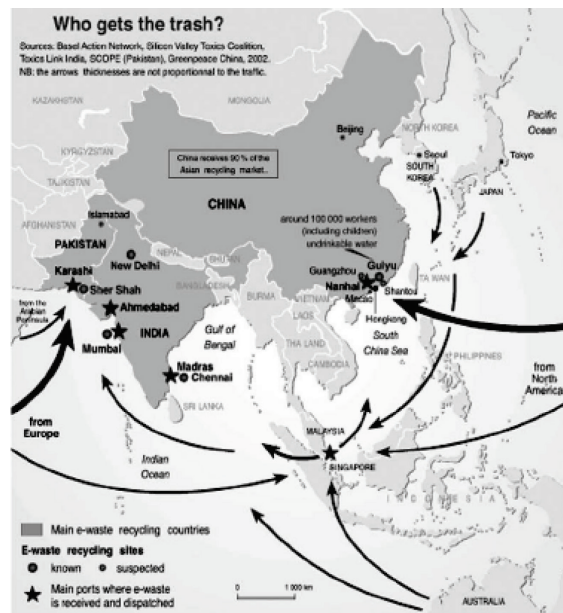 Who gets the trash?
Sources: Basel Action Network, Silicon Valley Toxics Coalition,
Toxics Link India, SCOPE (Pakistan), Greenpeace China, 2002.
NB: the arrows thicknesses are not proportionnal to the traffic.
KAZAKHSTAN
MONGOLIA
Pacific
Ocean
Beijing
NORTH KOREA
KYRGYZSTAN
China receives 90 % of the
Asian recycling market..
Seoul
SOUTH
KOREA
Tokyo
TAJIKISTAN
JAPAN
CHINA
AFGHANISTAN
Islamabad
around 100 000 workers
(including children)
undrinkable water
PAKISTAN
NEPAL
BHUTAN
New Delhi
Karashi
Guangzhou
Guiyu
Sher Shah
BANGLADESH
TAIWAN
Nanhai
Shantou
Macao
from the
Arabian
Peninsula
Ahmedabad
BURMA
VIETNAM
Hongkong
INDIA
LAOS
Mumbai
Gulf of
Bengal
South
China Sea
THAILAND
PHILIPPINES
Madras
Chennai
CAMBODIA
from
North
America
SRI LANKA
from
Europe
MALAYSIA
Indian
Ocean
SINGAPORE
INDONESIA
Main e-waste recycling countries
E-waste recycling sites
known
suspected
Main ports where e-waste
is received and dispatched
0
1 000 km
AUSTRALIA